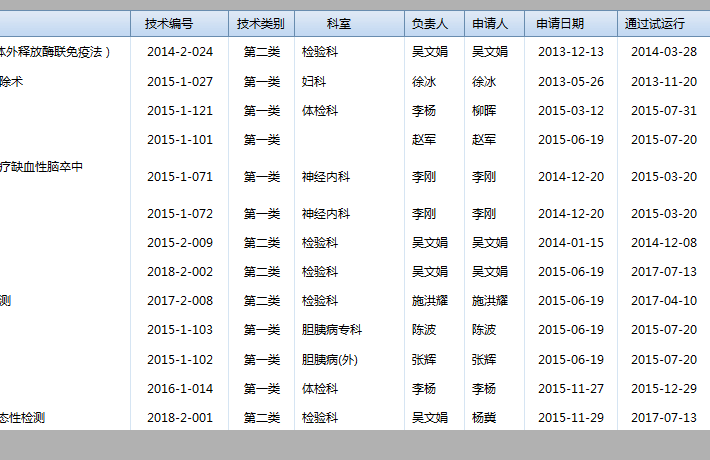 技术编号 技术类别 科室 负责人 申请人 申请日期 通过试运行
体外释放酶联免疫法） 2014-2-024 第二类 检验科 吴文娟 吴文娟 2013-12-13 2014-03-28
除术 2015-1-027 第一类 妇科 徐冰 徐冰 2013-05-26 2013-11-20
2015-1-121 第一类 体检科 李杨 柳晖 2015-03-12 2015-07-31
2015-1-101 第一类 赵军 赵军 2015-06-19 2015-07-20
疗缺血性脑卒中
2015-1-071 第一类 神经内科 李刚 李刚 2014-12-20 2015-03-20
2015-1-072 第一类 神经内科 李刚 李刚 2014-12-20 2015-03-20
2015-2-009 第二类 检验科 吴文娟 吴文娟 2014-01-15 2014-12-08
2018-2-002 第二类 检验科 吴文娟 吴文娟 2015-06-19 2017-07-13
测 2017-2-008 第二类 检验科 施洪耀 施洪耀 2015-06-19 2017-04-10
2015-1-103 第一类 胆胰病专科 陈波 陈波 2015-06-19 2015-07-20
2015-1-102 第一类 胆胰病(外) 张辉 张辉 2015-06-19 2015-07-20
2016-1-014 第一类 体检科 李杨 李杨 2015-11-27 2015-12-29
态性检测 2018-2-001 第二类 检验科 吴文娟 杨冀 2015-11-29 2017-07-13